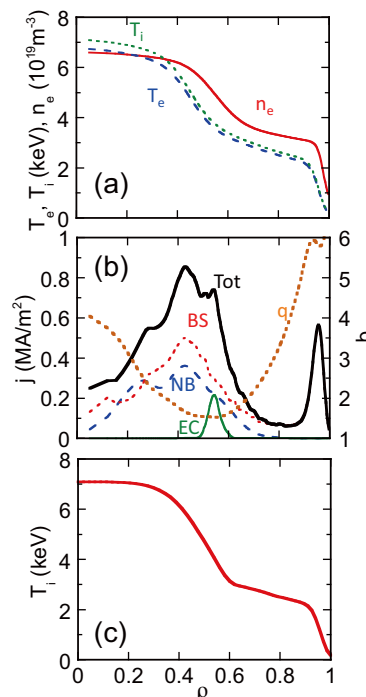 T_e, T_i (keV), n_e (10^19 m^-3)
8
6
4
2
0
T_i
T_e
n_e
(a)
j (MA/m^2)
1
0.8
0.6
0.4
0.2
0
(b)
Tot
BS
NB
EC
q
6
5
4
3
2
1
q
T_i (keV)
8
6
4
2
0
(c)
0 0.2 0.4 0.6 0.8 1
ρ